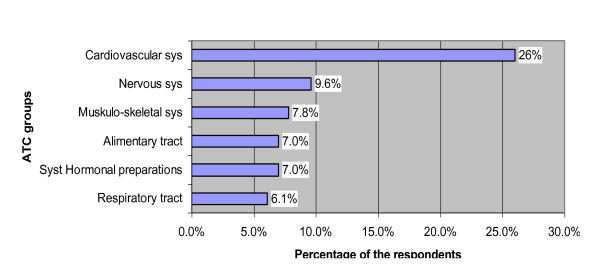 Cardiovascular sys 26%
Nervous sys 9.6%
Muskulo-skeletal sys 7.8%
Alimentary tract 7.0%
Syst Hormonal preparations 7.0%
Respiratory tract 6.1%
ATC groups
0.0% 5.0% 10.0% 15.0% 20.0% 25.0% 30.0%
Percentage of the respondents